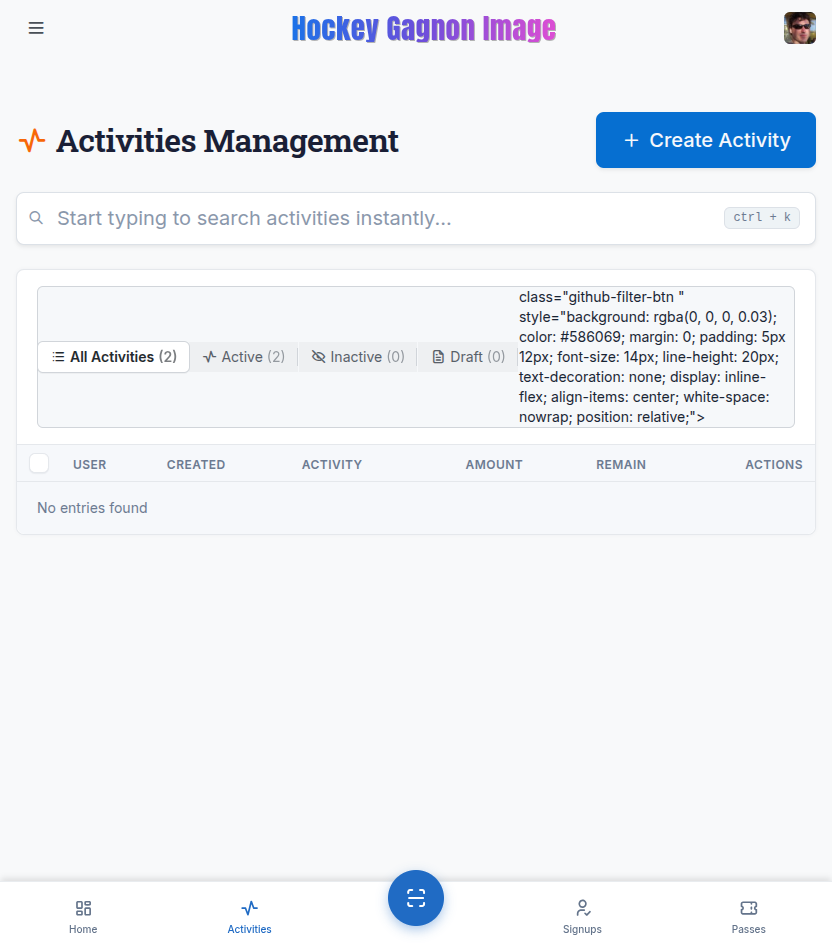 Hockey Gagnon Image
Activities Management
+ Create Activity
Start typing to search activities instantly...
ctrl + k
All Activities (2)
Active (2)
Inactive (0)
Draft (0)
class="github-filter-btn "
style="background: rgba(0, 0, 0, 0.03);
color: #586069; margin: 0; padding: 5px
12px; font-size: 14px; line-height: 20px;
text-decoration: none; display: inline-
flex; align-items: center; white-space:
nowrap; position: relative;">
USER CREATED ACTIVITY AMOUNT REMAIN ACTIONS
No entries found
Home Activities Signups Passes